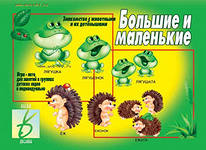 Знакомство с животными
и их детёнышами
Большие и
маленькие
ЛЯГУШКА
ЛЯГУШОНОК
ЛЯГУШАТА
Игра - лото
для занятий в группах
детских садов
и индивидуально
ЁЖ
ЕЖОНОК
ЕЖАТА